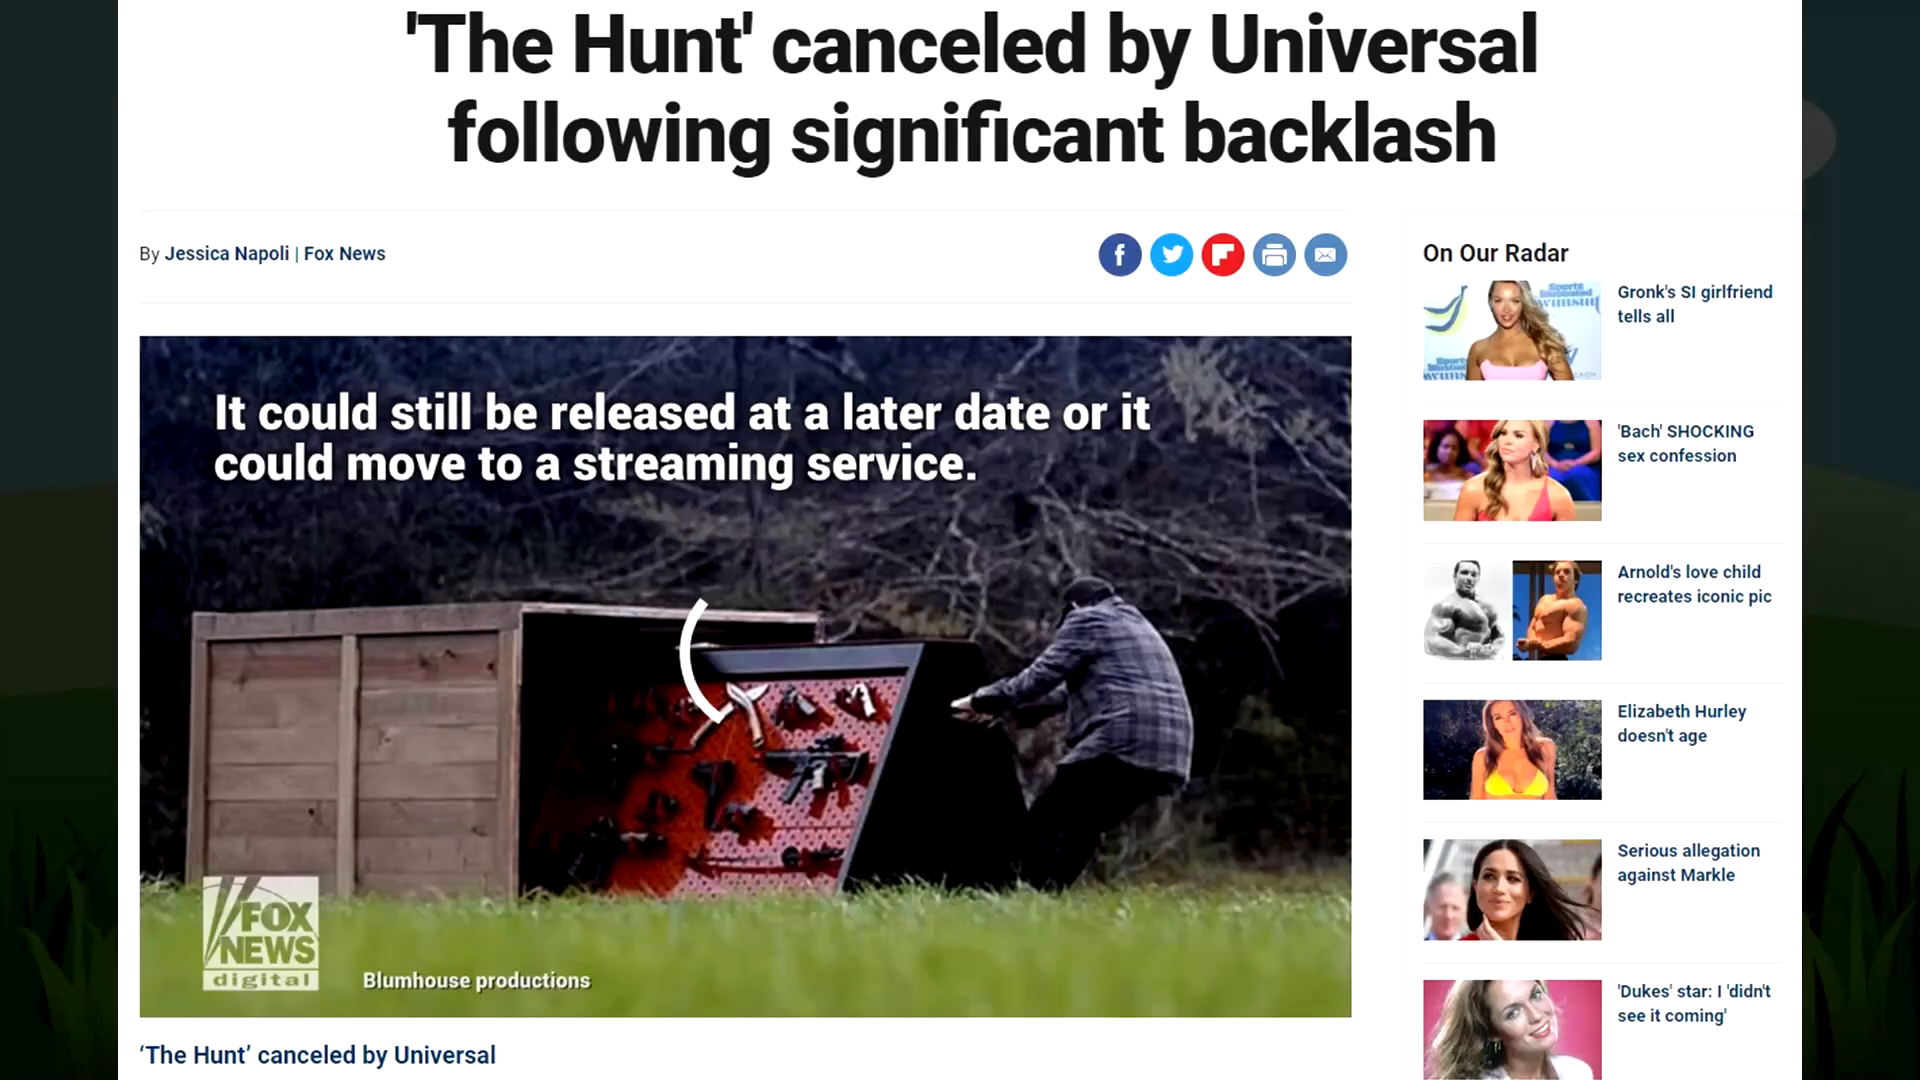 'The Hunt' canceled by Universal
following significant backlash
By Jessica Napoli | Fox News
f
It could still be released at a later date or it
could move to a streaming service.
FOX
NEWS
digital
Blumhouse productions
‘The Hunt’ canceled by Universal
On Our Radar
Sports
Illustrated
Gronk's SI girlfriend
tells all
'Bach' SHOCKING
sex confession
Arnold's love child
recreates iconic pic
Elizabeth Hurley
doesn't age
Serious allegation
against Markle
'Dukes' star: I 'didn't
see it coming'